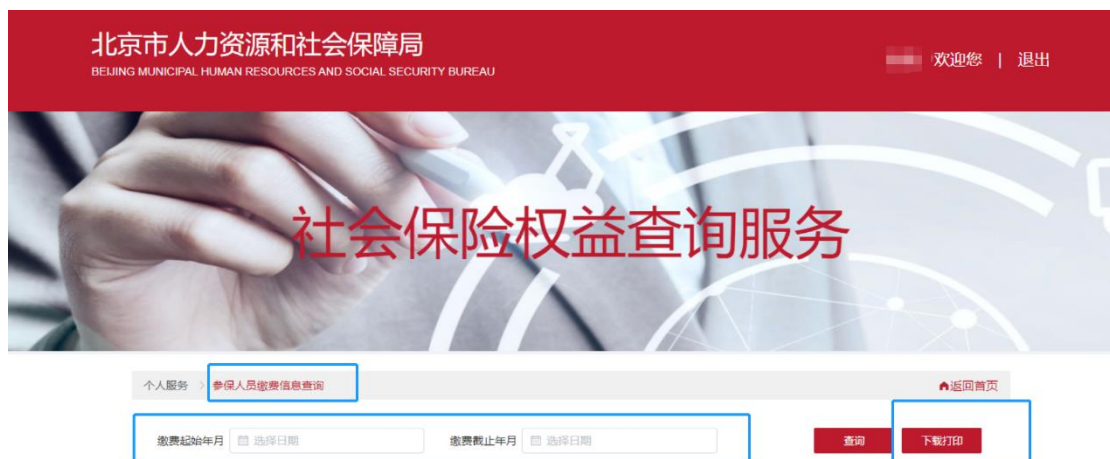 北京市人力资源和社会保障局
BEIJING MUNICIPAL HUMAN RESOURCES AND SOCIAL SECURITY BUREAU
欢迎您 | 退出
社会保险权益查询服务
个人服务 > 参保人员缴费信息查询
返回首页
缴费起始年月 选择日期 缴费截止年月 选择日期 查询 下载打印